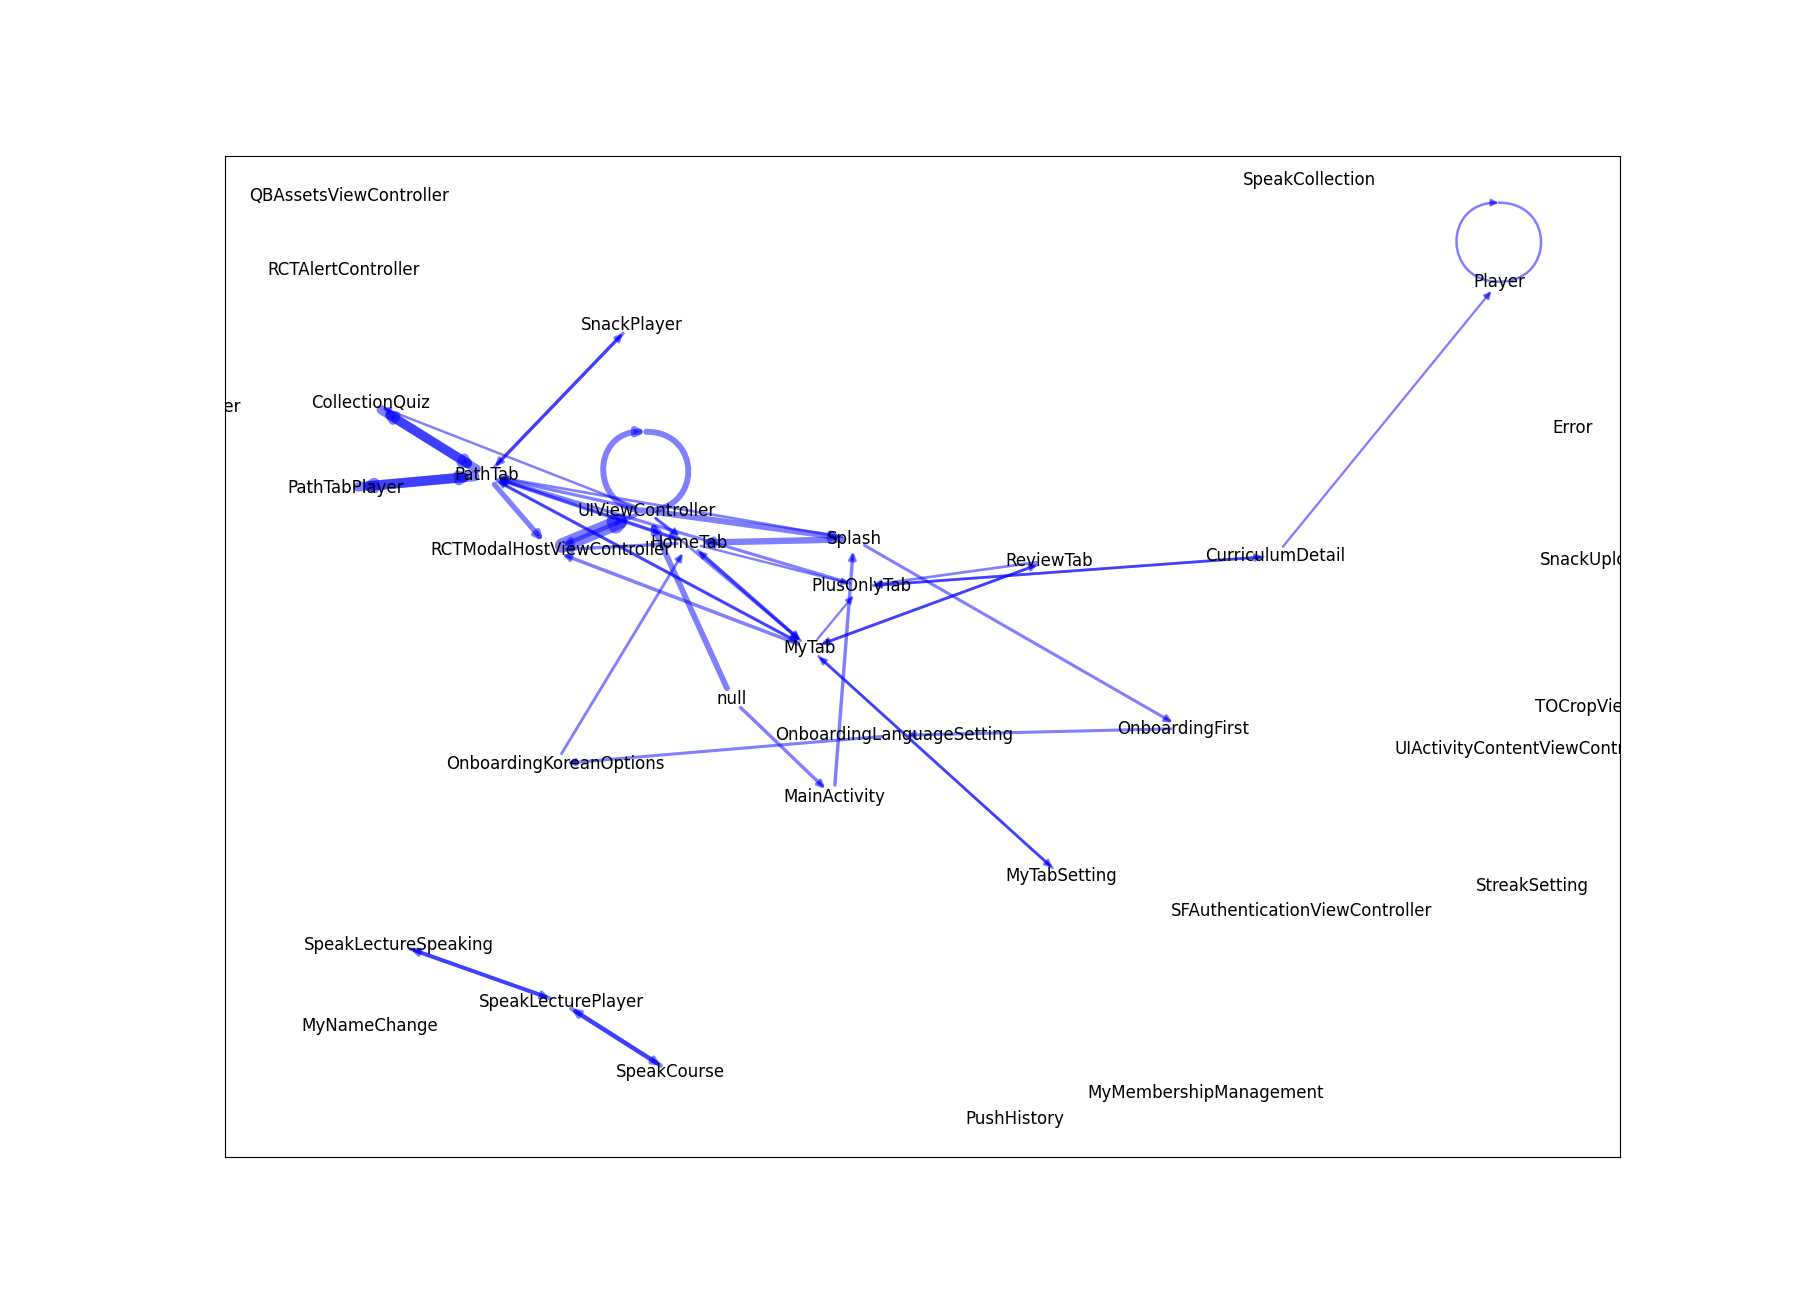 SpeakCollection
QBAssetsViewController
RCTAlertController
Player
SnackPlayer
CollectionQuiz
er
Error
PathTab
PathTabPlayer
UIViewController
Splash
HomeTab
RCTModalHostViewController
CurriculumDetail
ReviewTab
SnackUplo
PlusOnlyTab
MyTab
null
TOCropVie
OnboardingFirst
OnboardingLanguageSetting
UIActivityContentViewContr
OnboardingKoreanOptions
MainActivity
MyTabSetting
StreakSetting
SFAuthenticationViewController
SpeakLectureSpeaking
SpeakLecturePlayer
MyNameChange
SpeakCourse
MyMembershipManagement
PushHistory